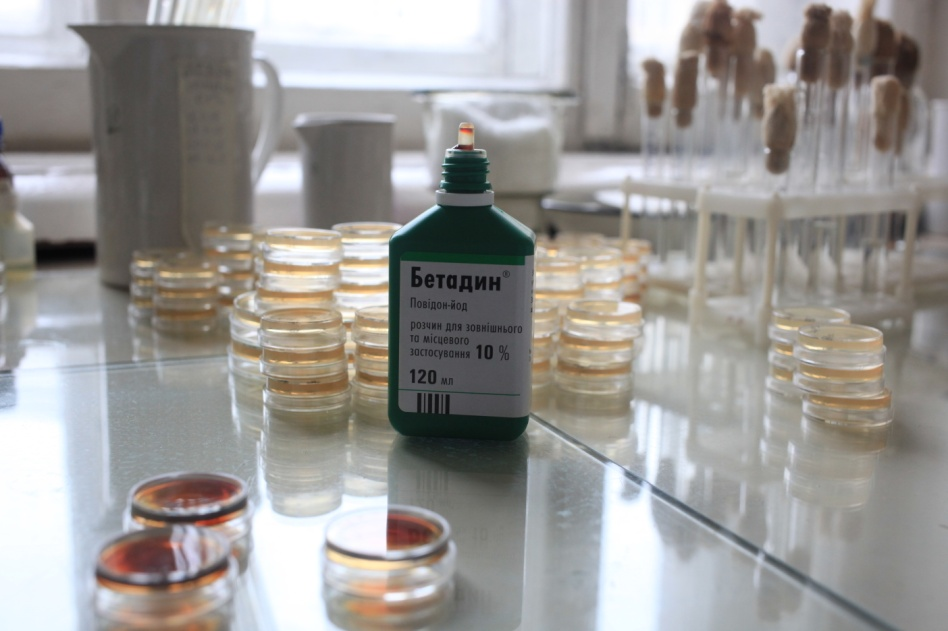 Бетадин®
Повідон-йод
розчин для зовнішнього
та місцевого
застосування 10 %
120 мл